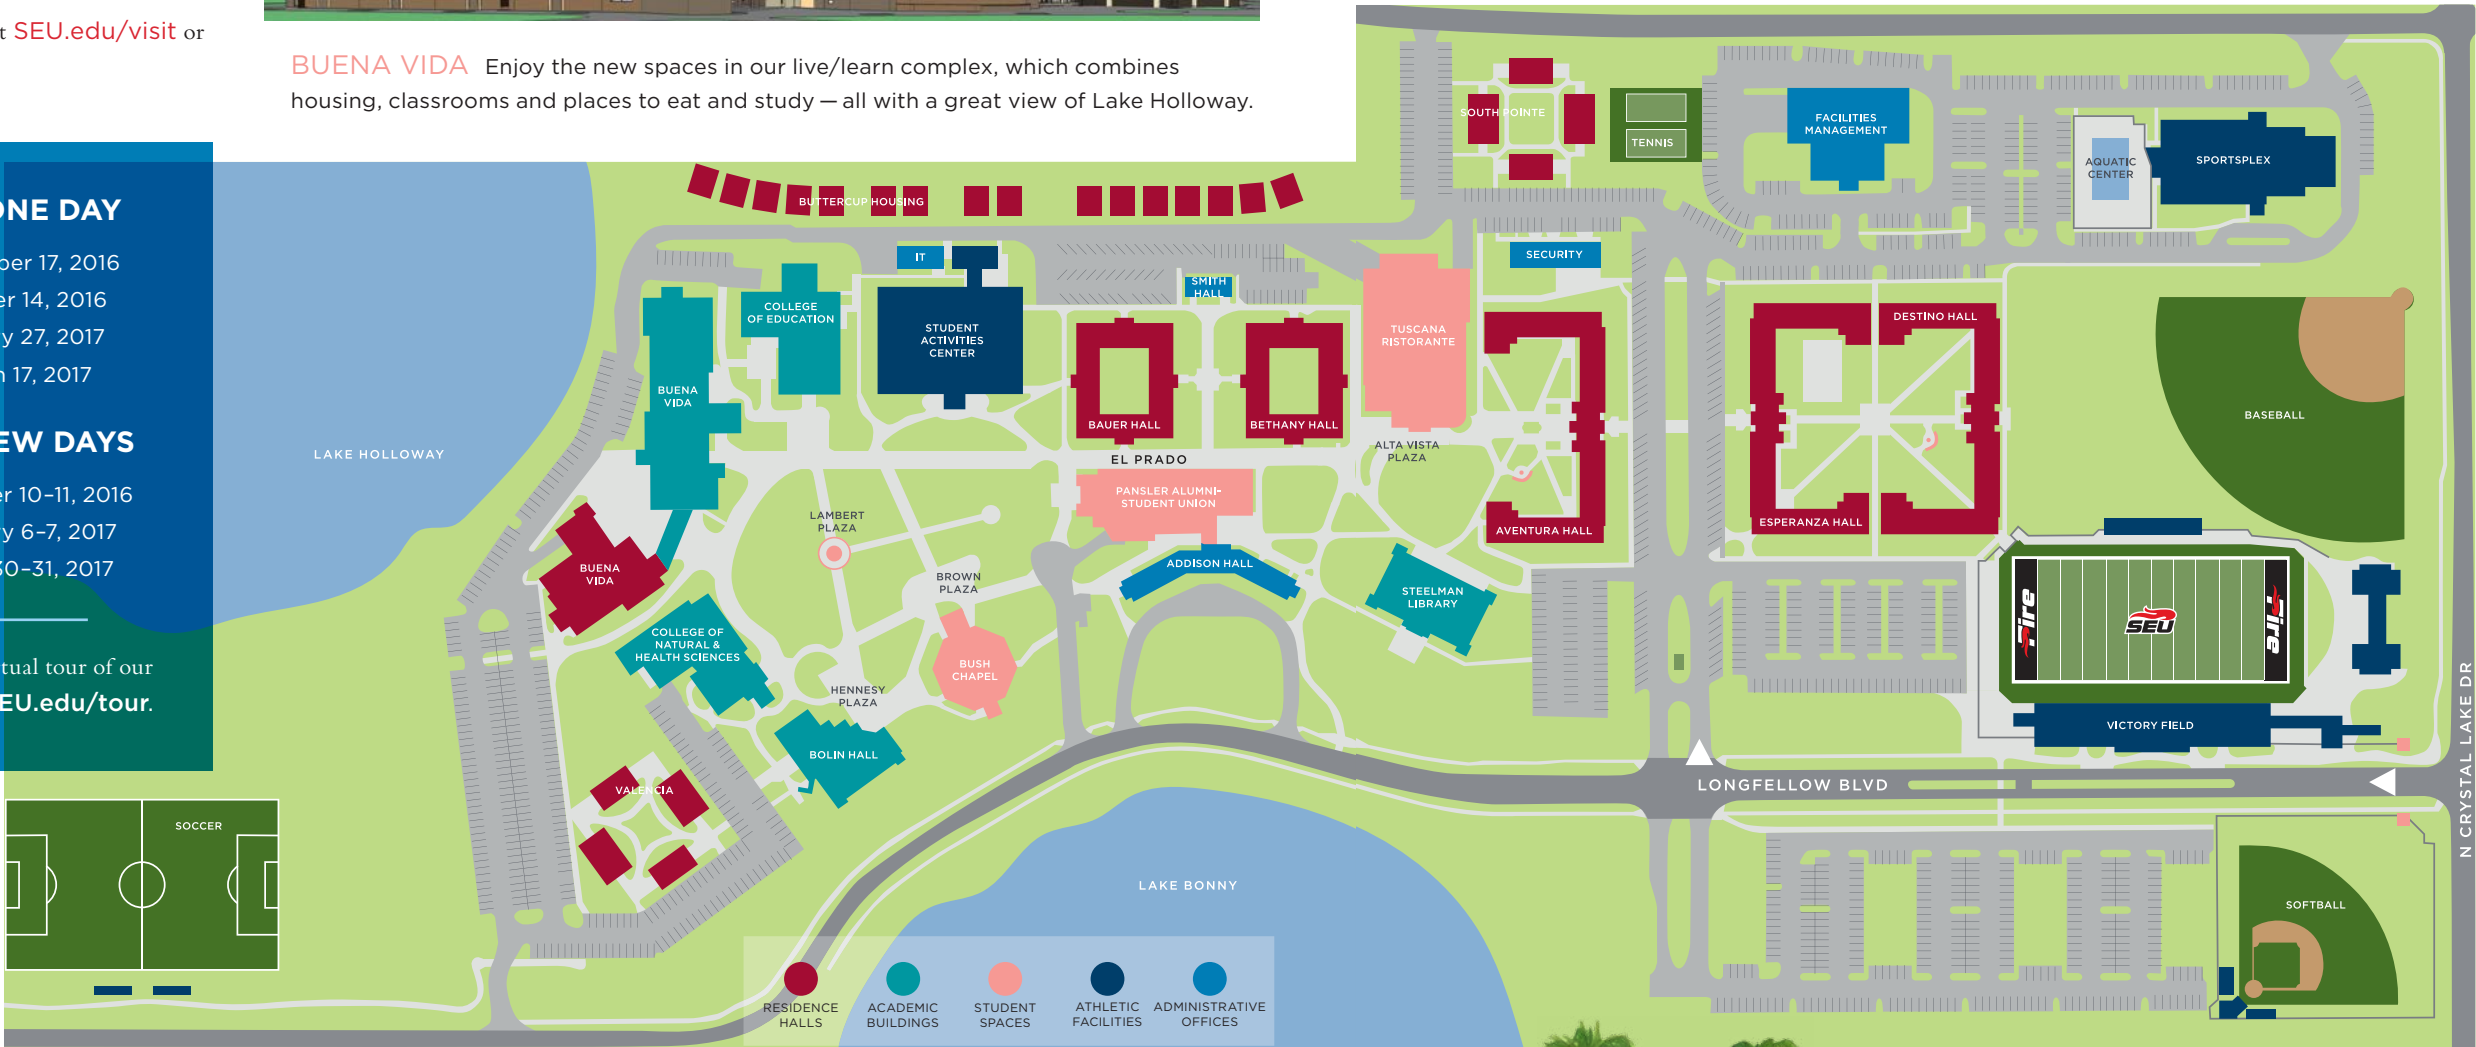 t SEU.edu/visit or
BUENA VIDA Enjoy the new spaces in our live/learn complex, which combines
housing, classrooms and places to eat and study — all with a great view of Lake Holloway.
ONE DAY
ber 17, 2016
er 14, 2016
y 27, 2017
h 17, 2017
EW DAYS
er 10–11, 2016
y 6–7, 2017
30–31, 2017
tual tour of our
SEU.edu/tour.
LAKE HOLLOWAY
SOCCER
BUTTERCUP HOUSING
SOUTH POINTE
TENNIS
FACILITIES
MANAGEMENT
AQUATIC
CENTER
SPORTSPLEX
IT
SECURITY
SMITH
HALL
COLLEGE
OF EDUCATION
STUDENT
ACTIVITIES
CENTER
TUSCANA
RISTORANTE
DESTINO HALL
BUENA
VIDA
BAUER HALL
BETHANY HALL
ALTA VISTA
PLAZA
BASEBALL
EL PRADO
PANSLER ALUMNI-
STUDENT UNION
LAMBERT
PLAZA
AVENTURA HALL
ESPERANZA HALL
BUENA
VIDA
BROWN
PLAZA
ADDISON HALL
STEELMAN
LIBRARY
Fire
SEU
Fire
COLLEGE OF
NATURAL &
HEALTH SCIENCES
BUSH
CHAPEL
HENNESY
PLAZA
VICTORY FIELD
BOLIN HALL
VALENCIA
LONGFELLOW BLVD
N CRYSTAL LAKE DR
LAKE BONNY
SOFTBALL
RESIDENCE
HALLS
ACADEMIC
BUILDINGS
STUDENT
SPACES
ATHLETIC
FACILITIES
ADMINISTRATIVE
OFFICES